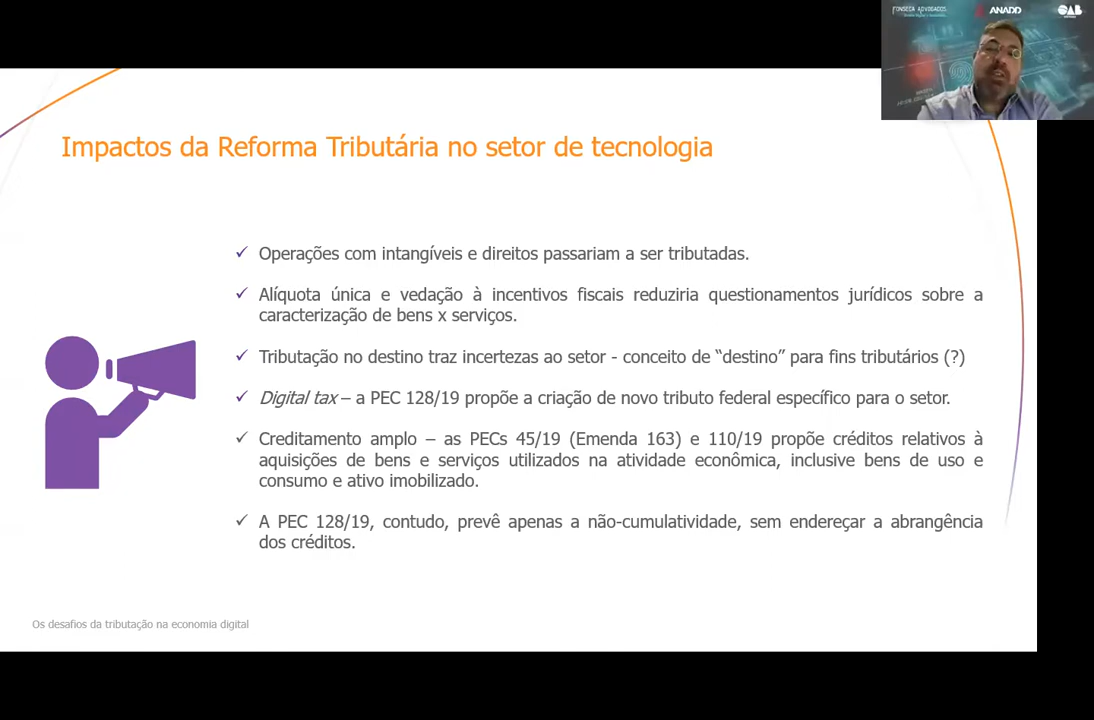 FONSECA ADVOGADOS
ANADD
OAB
Impactos da Reforma Tributária no setor de tecnologia
✓ Operações com intangíveis e direitos passariam a ser tributadas.
✓ Alíquota única e vedação à incentivos fiscais reduziria questionamentos jurídicos sobre a
caracterização de bens x serviços.
✓ Tributação no destino traz incertezas ao setor - conceito de “destino” para fins tributários (?)
✓ Digital tax – a PEC 128/19 propõe a criação de novo tributo federal específico para o setor.
✓ Creditamento amplo – as PECs 45/19 (Emenda 163) e 110/19 propõe créditos relativos à
aquisições de bens e serviços utilizados na atividade econômica, inclusive bens de uso e
consumo e ativo imobilizado.
✓ A PEC 128/19, contudo, prevê apenas a não-cumulatividade, sem endereçar a abrangência
dos créditos.
Os desafios da tributação na economia digital